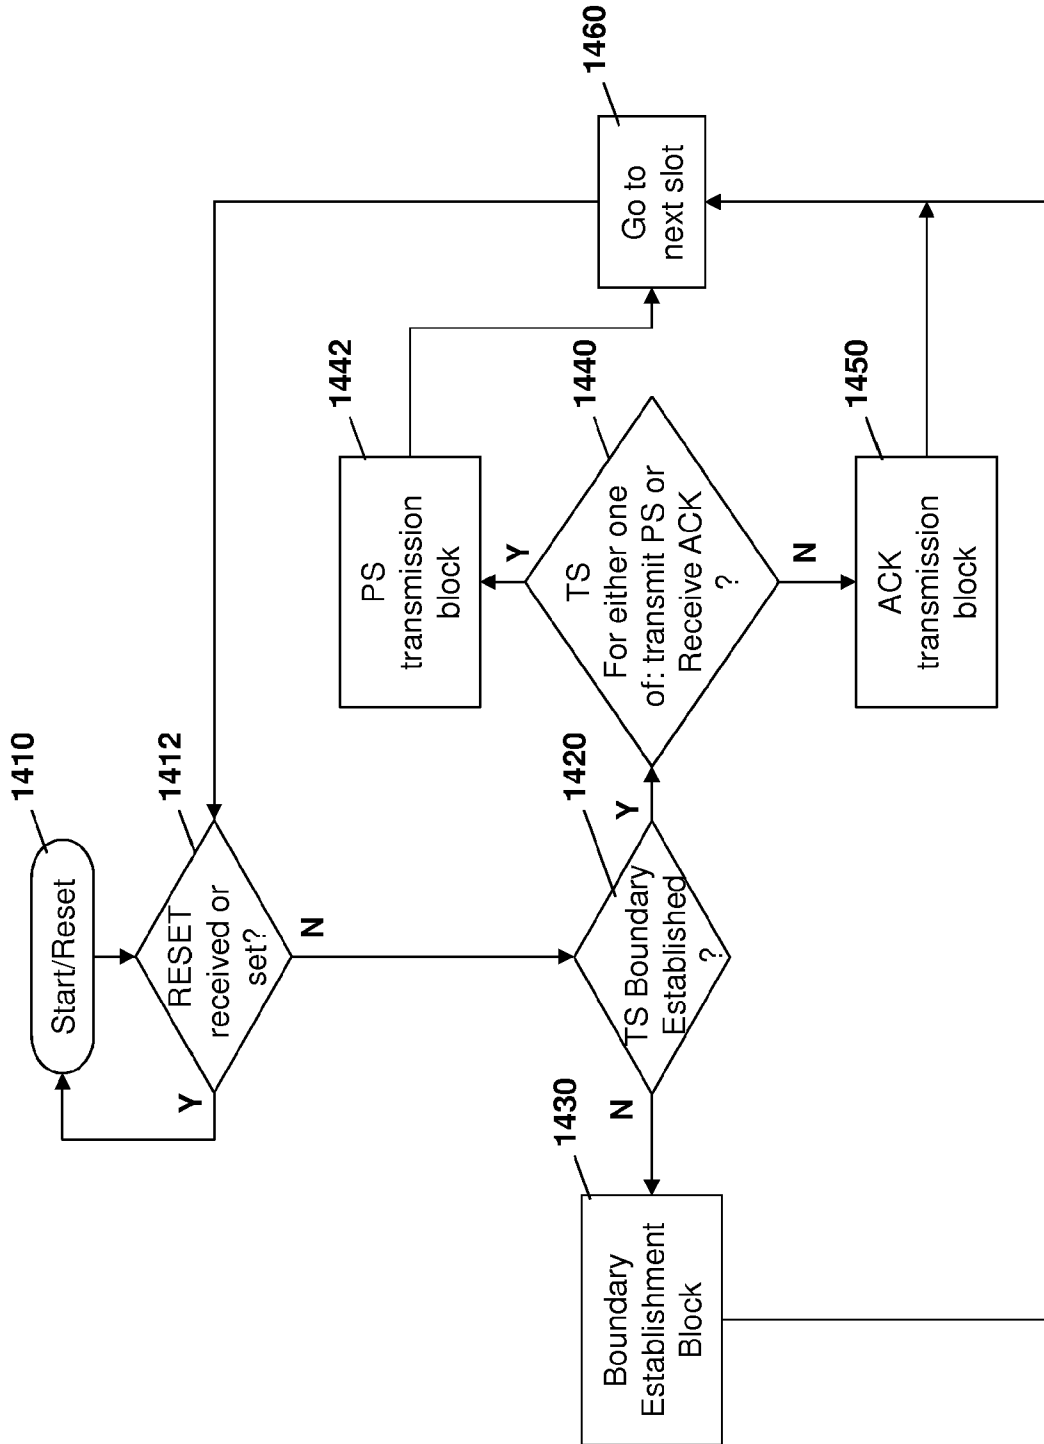 1410
Start/Reset
1412
RESET
received or
set?
Y
N
1420
TS Boundary
Established
?
N
Y
1430
Boundary
Establishment
Block
1440
TS
For either one
of: transmit PS or
Receive ACK
?
Y
N
1442
PS
transmission
block
1450
ACK
transmission
block
1460
Go to
next slot